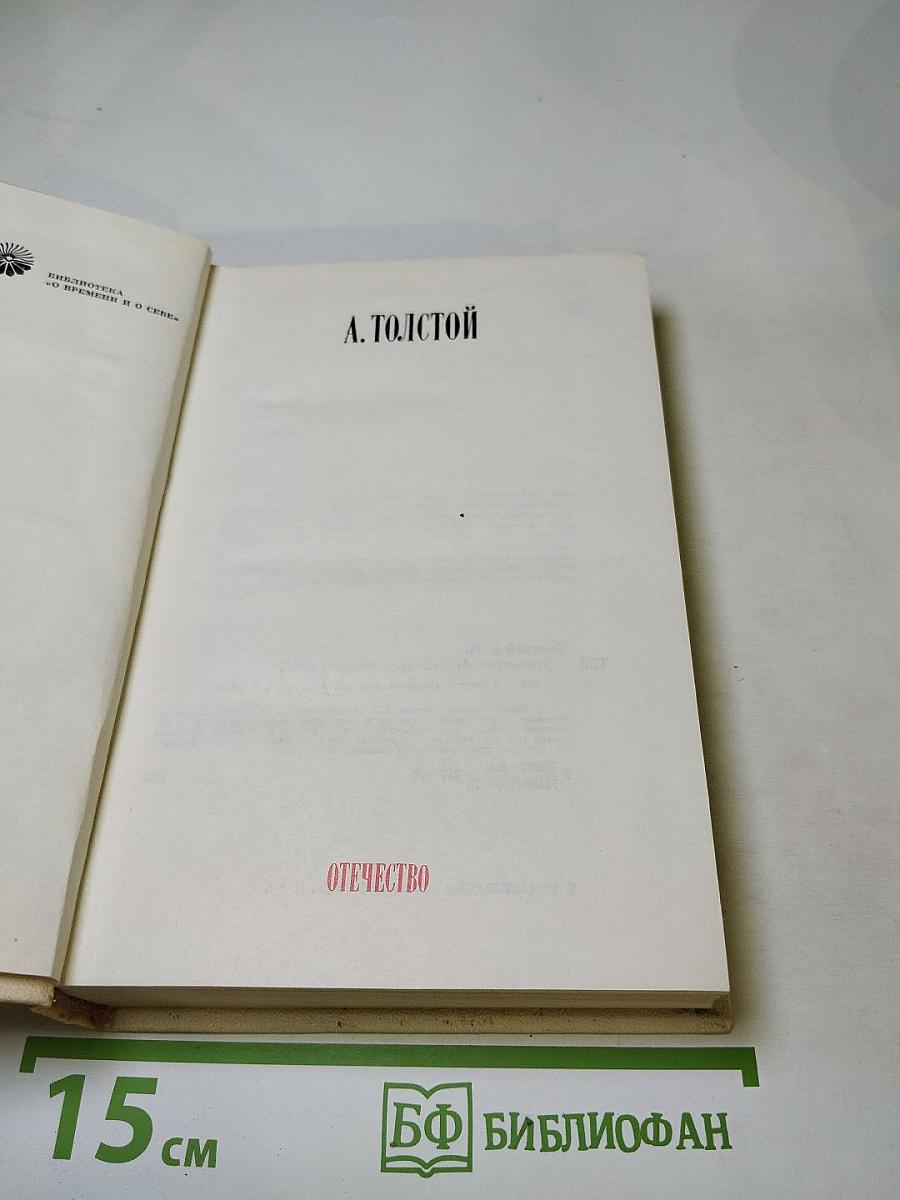 БИБЛИОТЕКА
«О ВРЕМЕНИ И О СЕБЕ»
А. ТОЛСТОЙ
ОТЕЧЕСТВО
15 см
БФ БИБЛИОФАН